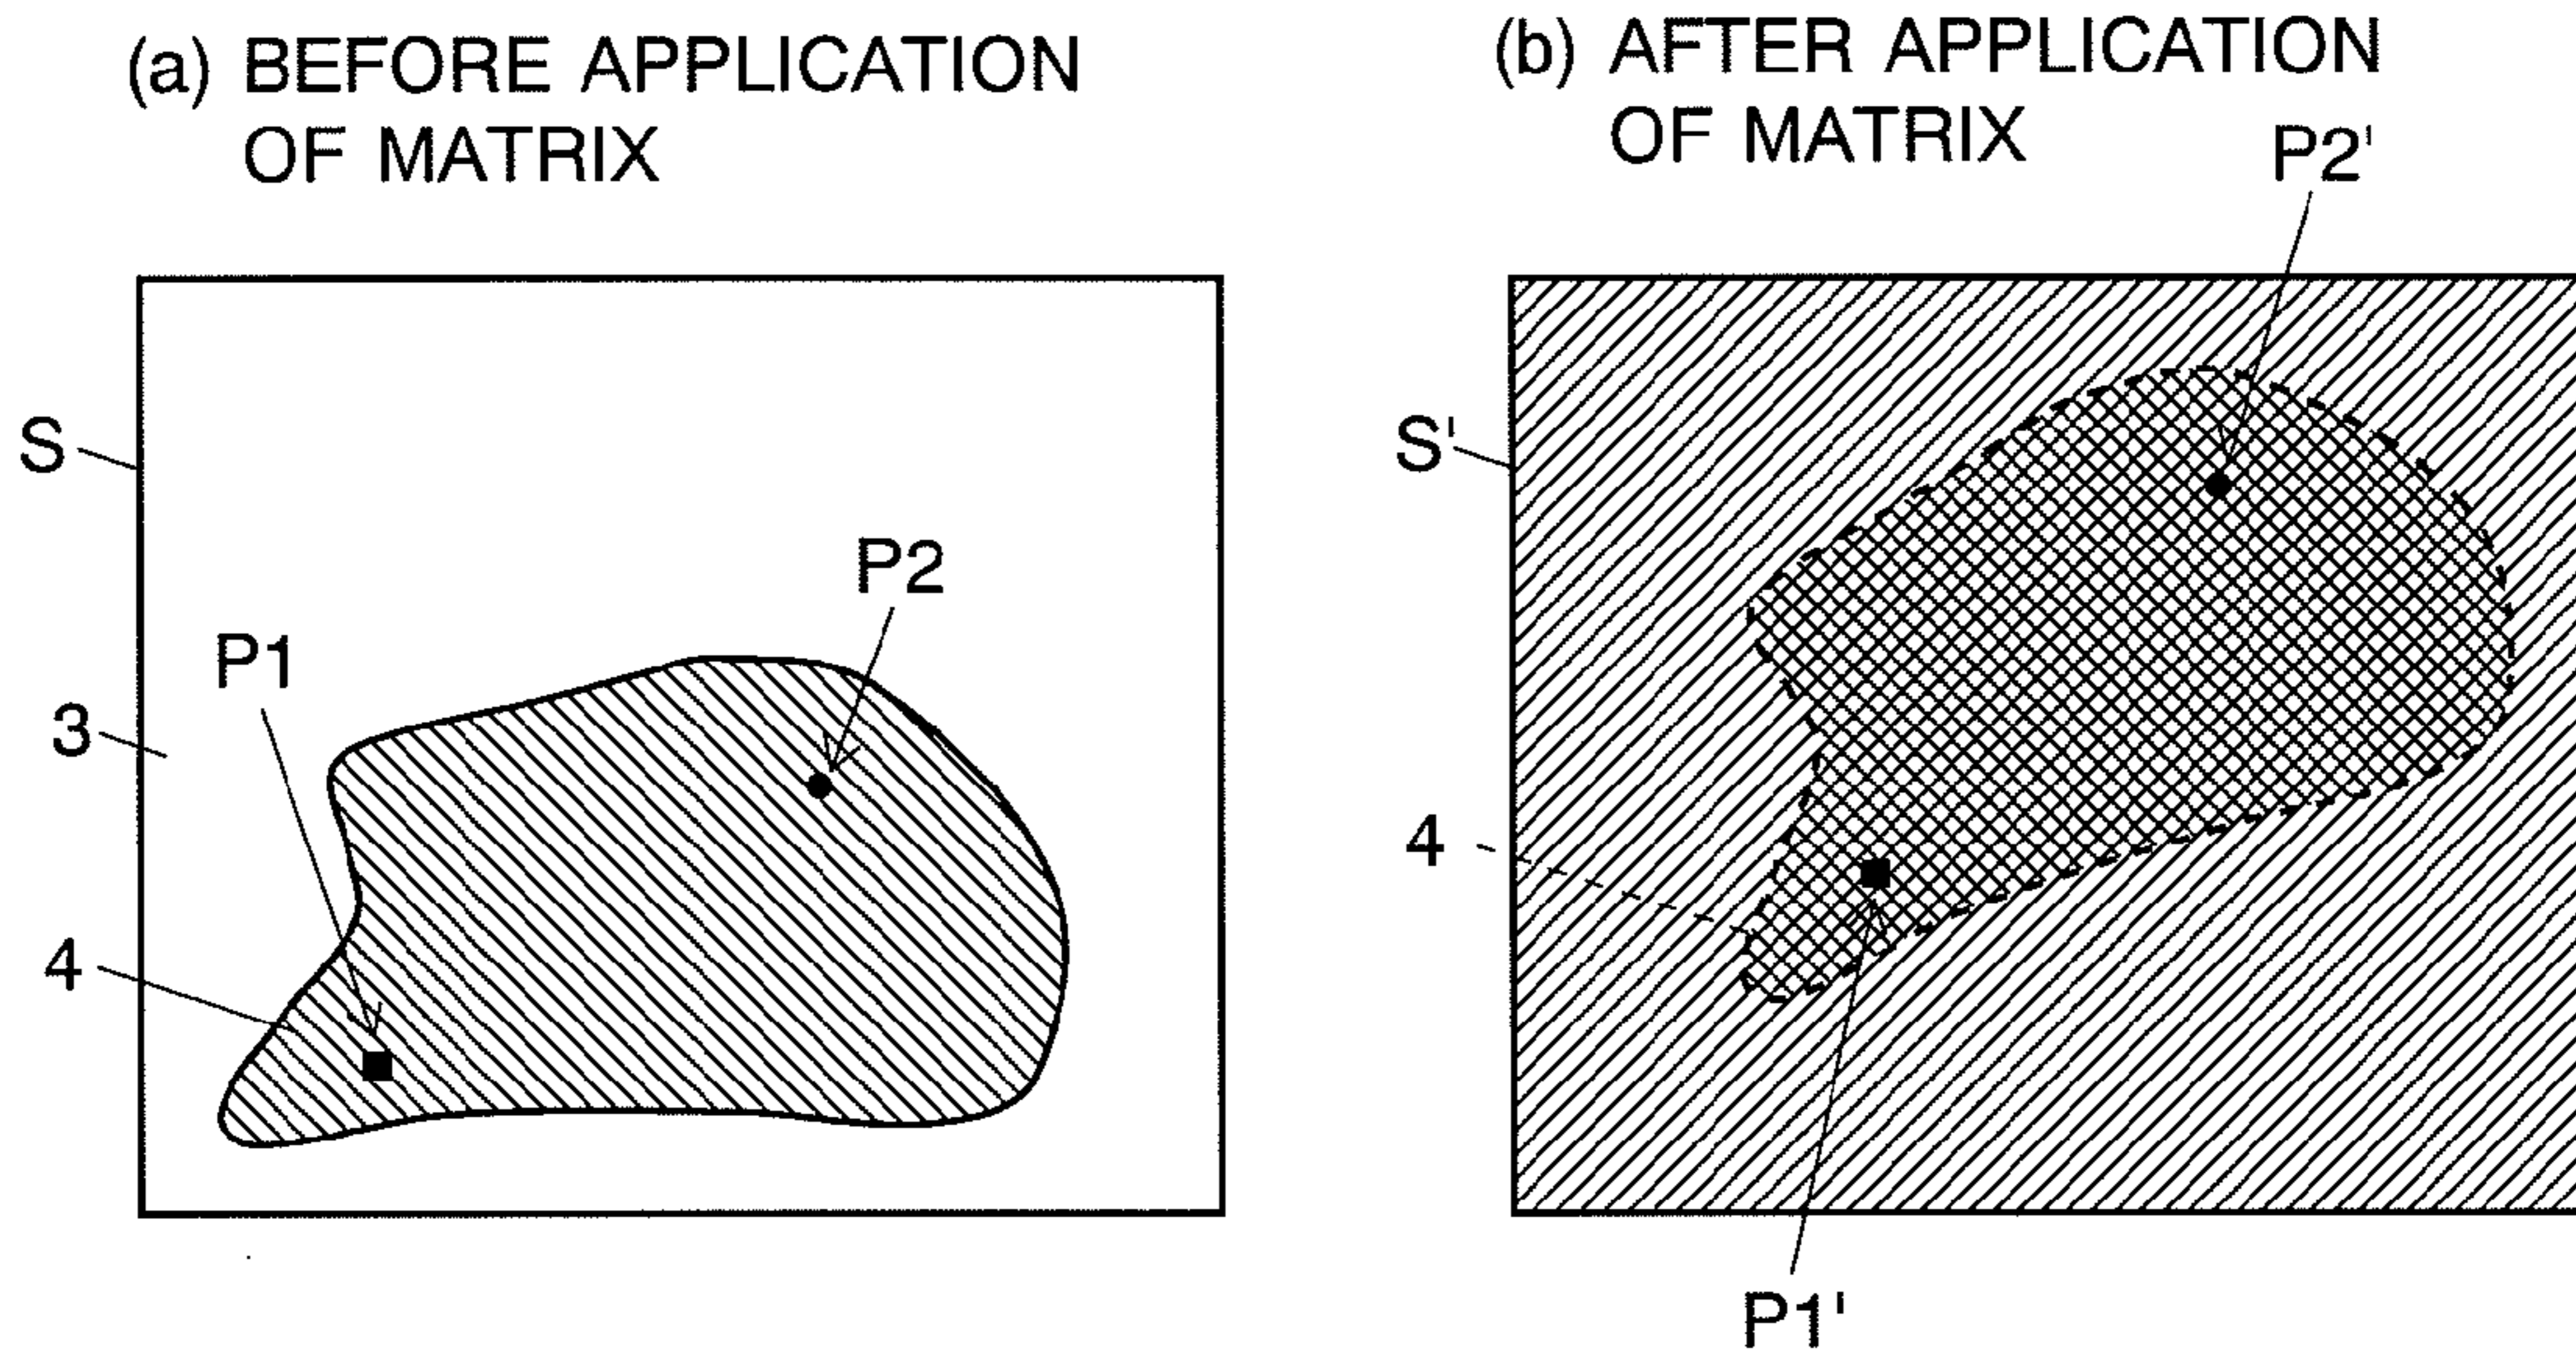 (a) BEFORE APPLICATION
OF MATRIX
S
P2
P1
3
4
(b) AFTER APPLICATION
OF MATRIX
P2'
S'
4
P1'